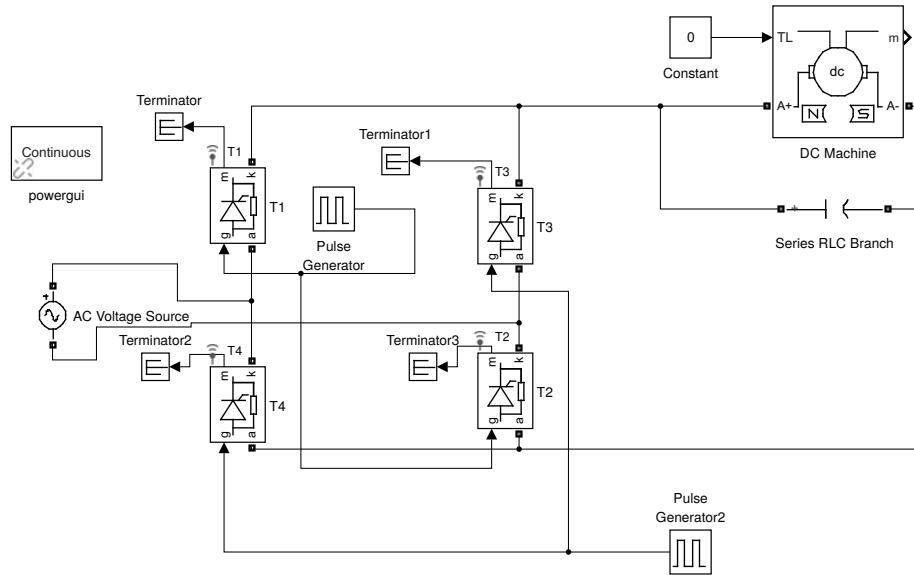 0
Constant
TL
m
dc
A+
A-
N
S
DC Machine
Terminator
T1
m
k
g
a
T1
Continuous
powergui
Terminator1
T3
m
k
g
a
T3
Pulse
Generator
+
Series RLC Branch
+
AC Voltage Source
Terminator2
T4
m
k
g
a
T4
Terminator3
T2
m
k
g
a
T2
Pulse
Generator2